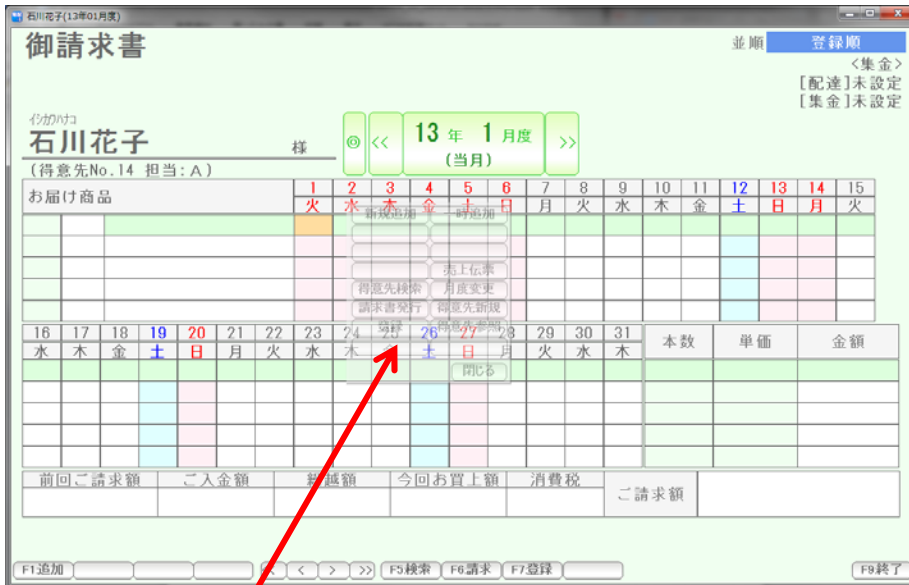 石川花子(13年01月度)
御請求書
並順 登録順
<集金>
[配達]未設定
[集金]未設定
イシカワハナコ
石川花子 様
◎ << 13 年 1 月度 >>
(当月)
(得意先No.14 担当:A)
お届け商品 1 2 3 4 5 6 7 8 9 10 11 12 13 14 15
火 水 木 金 土 日 月 火 水 木 金 土 日 月 火
新規追加 一時追加
売上伝票
得意先検索 月度変更
請求書発行 得意先新規
登録 得意先参照
16 17 18 19 20 21 22 23 24 25 26 27 28 29 30 31 本数 単価 金額
水 木 金 土 日 月 火 水 木 土 日 月 火 水 木
閉じる
前回ご請求額 ご入金額 繰越額 今回お買上額 消費税 ご請求額
F1追加 << < > >> F5検索 F6請求 F7登録 F9終了